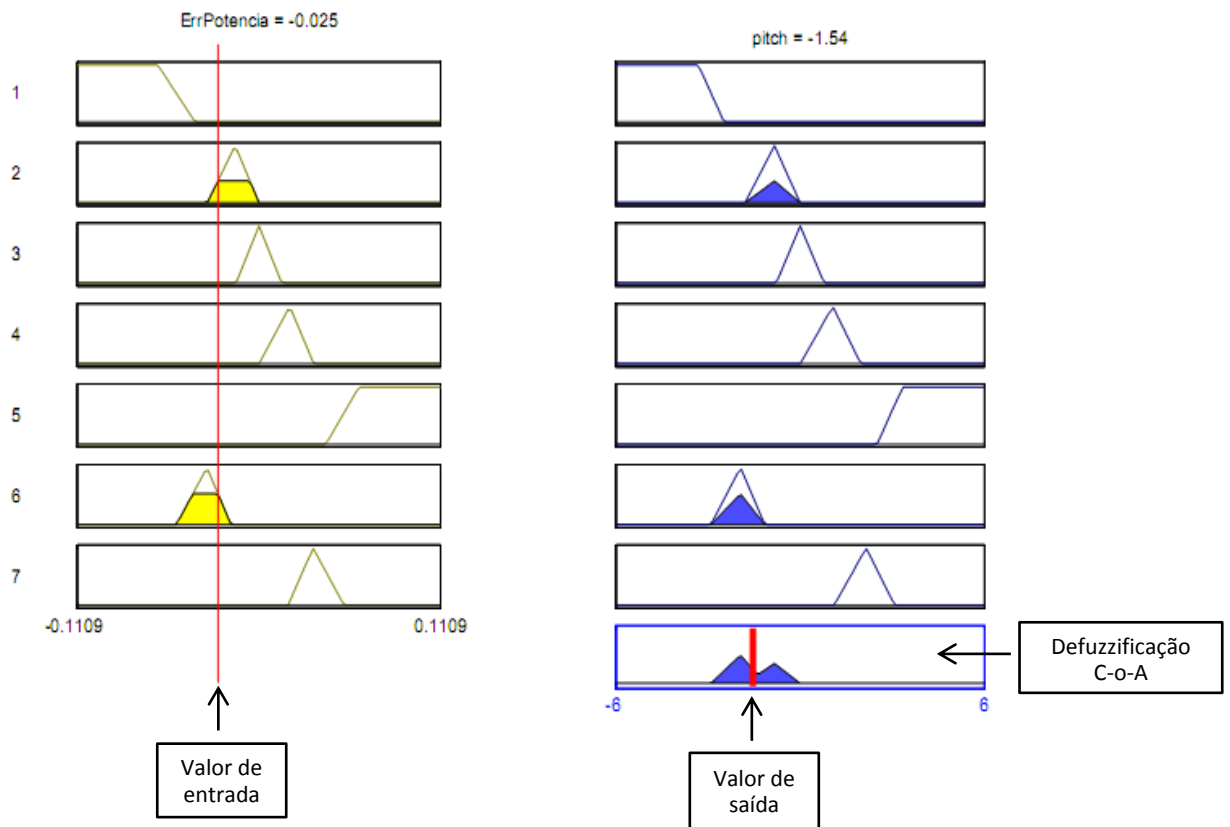 ErrPotencia = -0.025
pitch = -1.54
1
2
3
4
5
6
7
-0.1109
0.1109
-6
6
Defuzzificação
C-o-A
Valor de
entrada
Valor de
saída